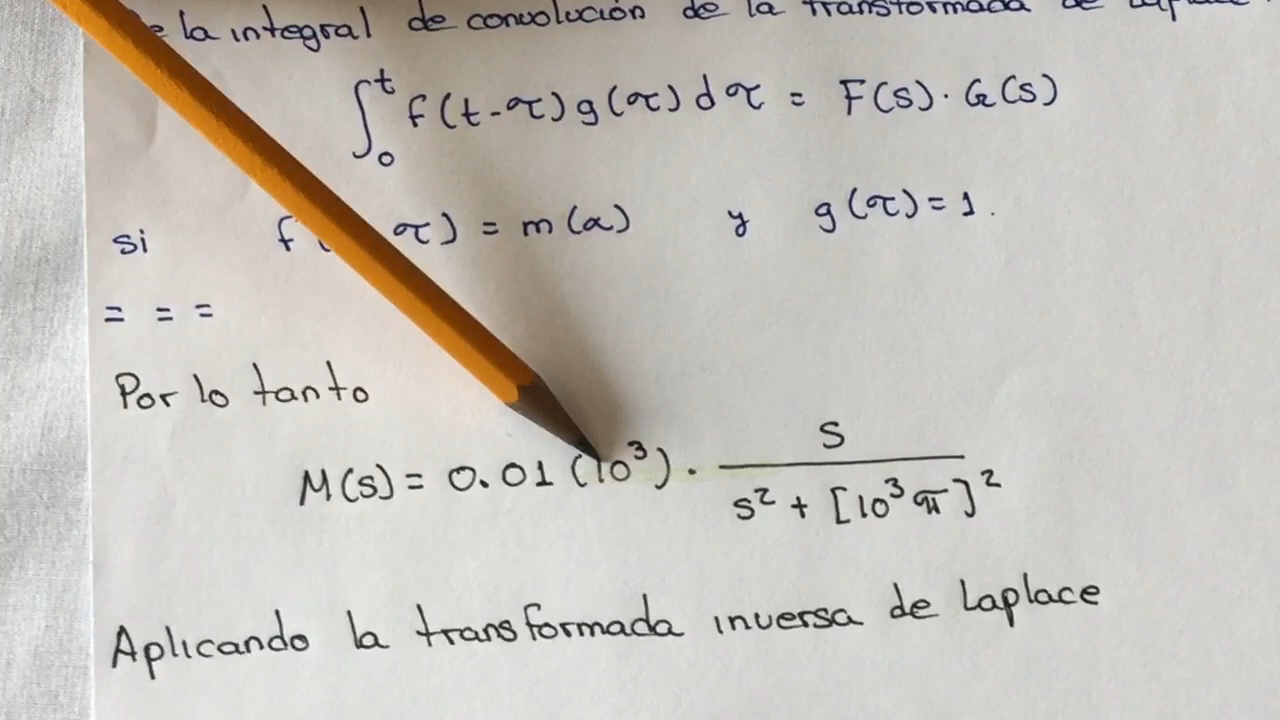 la integral de convolución de la transformada de Laplace
∫₀ᵗ f(t-τ)g(τ)dτ = F(s)·G(s)
si f( τ) = m(α) y g(τ)=1.
= = =
Por lo tanto
M(s) = 0.01(10³) · s / s² + [10³π]²
Aplicando la transformada inversa de Laplace